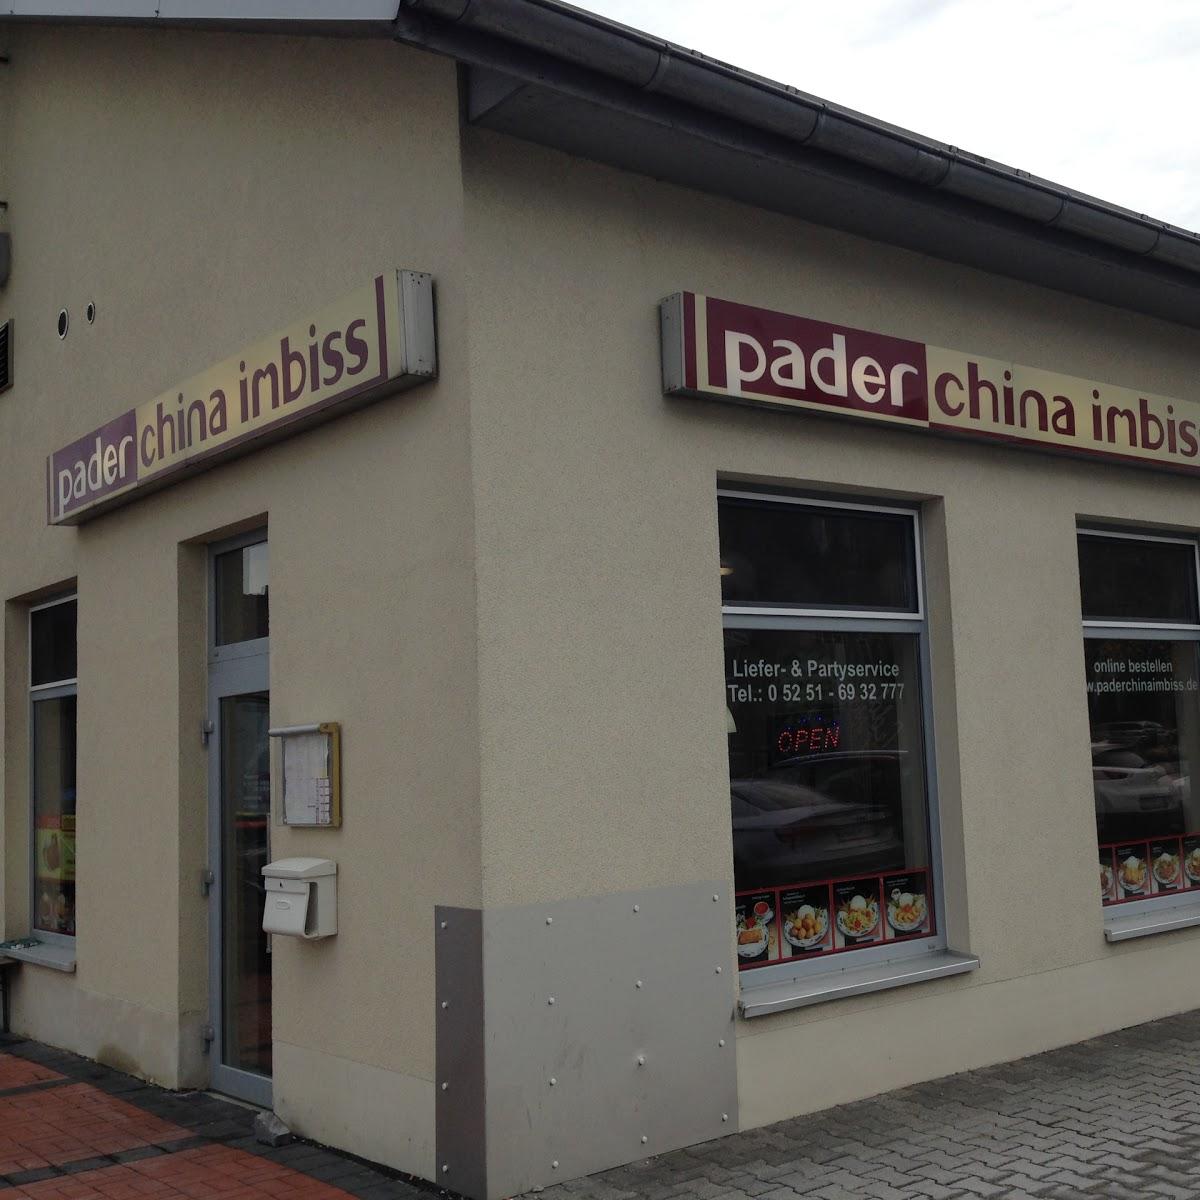 pader china imbiss
pader china imbiss
Liefer- & Partyservice
Tel.: 0 52 51 - 69 32 777
OPEN
online bestellen
w.paderchinaimbiss.de